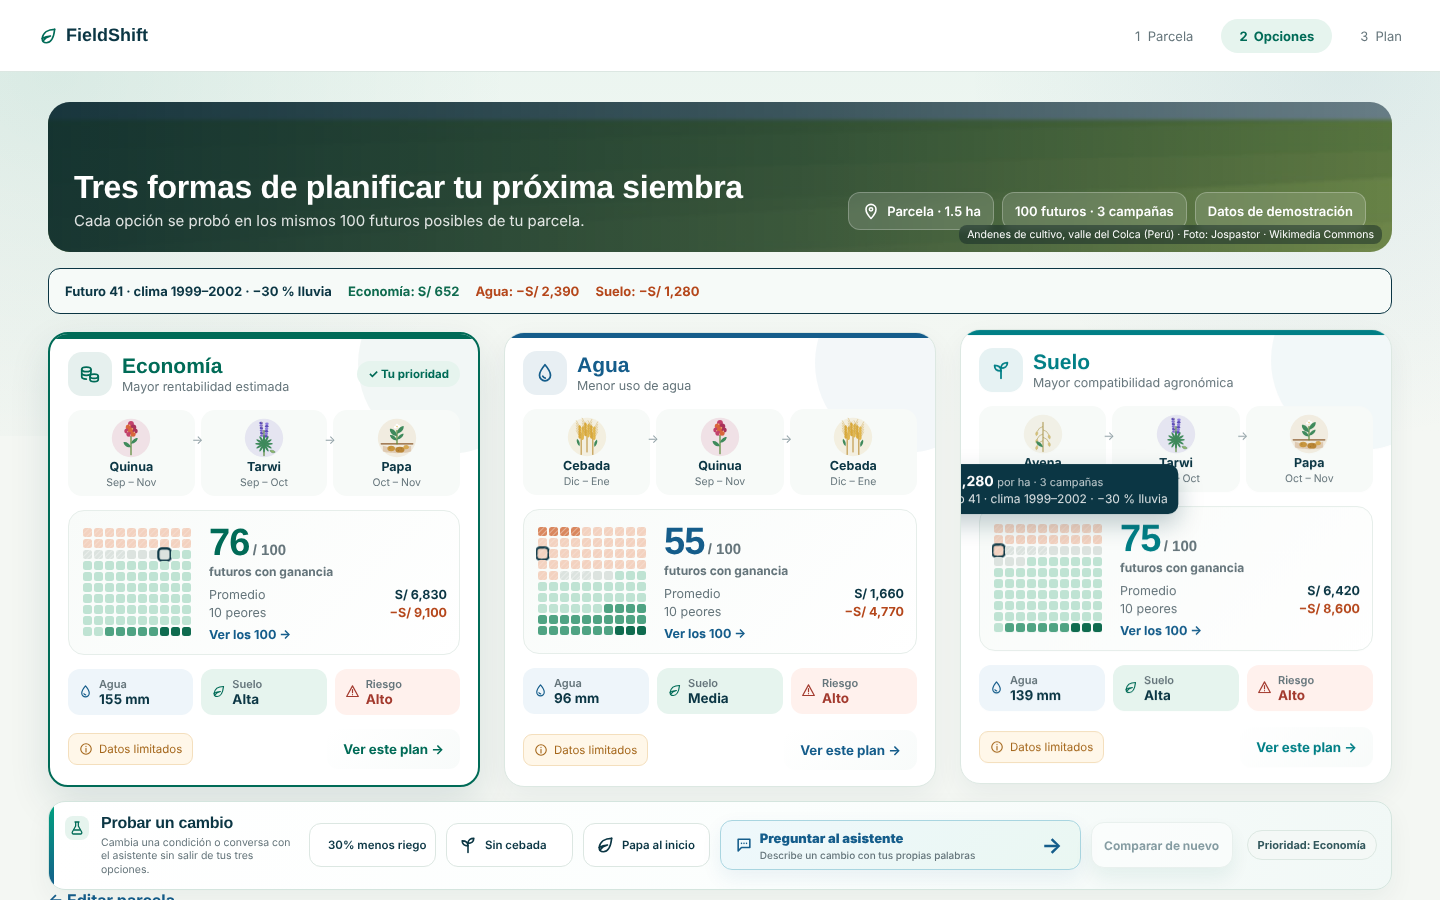 FieldShift
1 Parcela
2 Opciones
3 Plan
Tres formas de planificar tu próxima siembra
Cada opción se probó en los mismos 100 futuros posibles de tu parcela.
Parcela · 1.5 ha
100 futuros · 3 campañas
Datos de demostración
Andenes de cultivo, valle del Colca (Perú) · Foto: Jospastor · Wikimedia Commons
Futuro 41 · clima 1999–2002 · −30 % lluvia Economía: S/ 652 Agua: −S/ 2,390 Suelo: −S/ 1,280
Economía
Mayor rentabilidad estimada
✓ Tu prioridad
Quinua → Tarwi → Papa
Sep – Nov Sep – Oct Oct – Nov
76 / 100
futuros con ganancia
Promedio S/ 6,830
10 peores −S/ 9,100
Ver los 100 →
Agua Suelo Riesgo
155 mm Alta Alto
Datos limitados
Ver este plan →
Agua
Menor uso de agua
Cebada → Quinua → Cebada
Dic – Ene Sep – Nov Dic – Ene
55 / 100
futuros con ganancia
Promedio S/ 1,660
10 peores −S/ 4,770
Ver los 100 →
Agua Suelo Riesgo
96 mm Media Alto
Datos limitados
Ver este plan →
Suelo
Mayor compatibilidad agronómica
Avena → Tarwi → Papa
Oct Oct – Nov
,280 por ha · 3 campañas
41 · clima 1999–2002 · −30 % lluvia
75 / 100
futuros con ganancia
Promedio S/ 6,420
10 peores −S/ 8,600
Ver los 100 →
Agua Suelo Riesgo
139 mm Alta Alto
Datos limitados
Ver este plan →
Probar un cambio
Cambia una condición o conversa con
el asistente sin salir de tus tres
opciones.
30% menos riego
Sin cebada
Papa al inicio
Preguntar al asistente
Describe un cambio con tus propias palabras
→
Comparar de nuevo
Prioridad: Economía
← Editar parcela